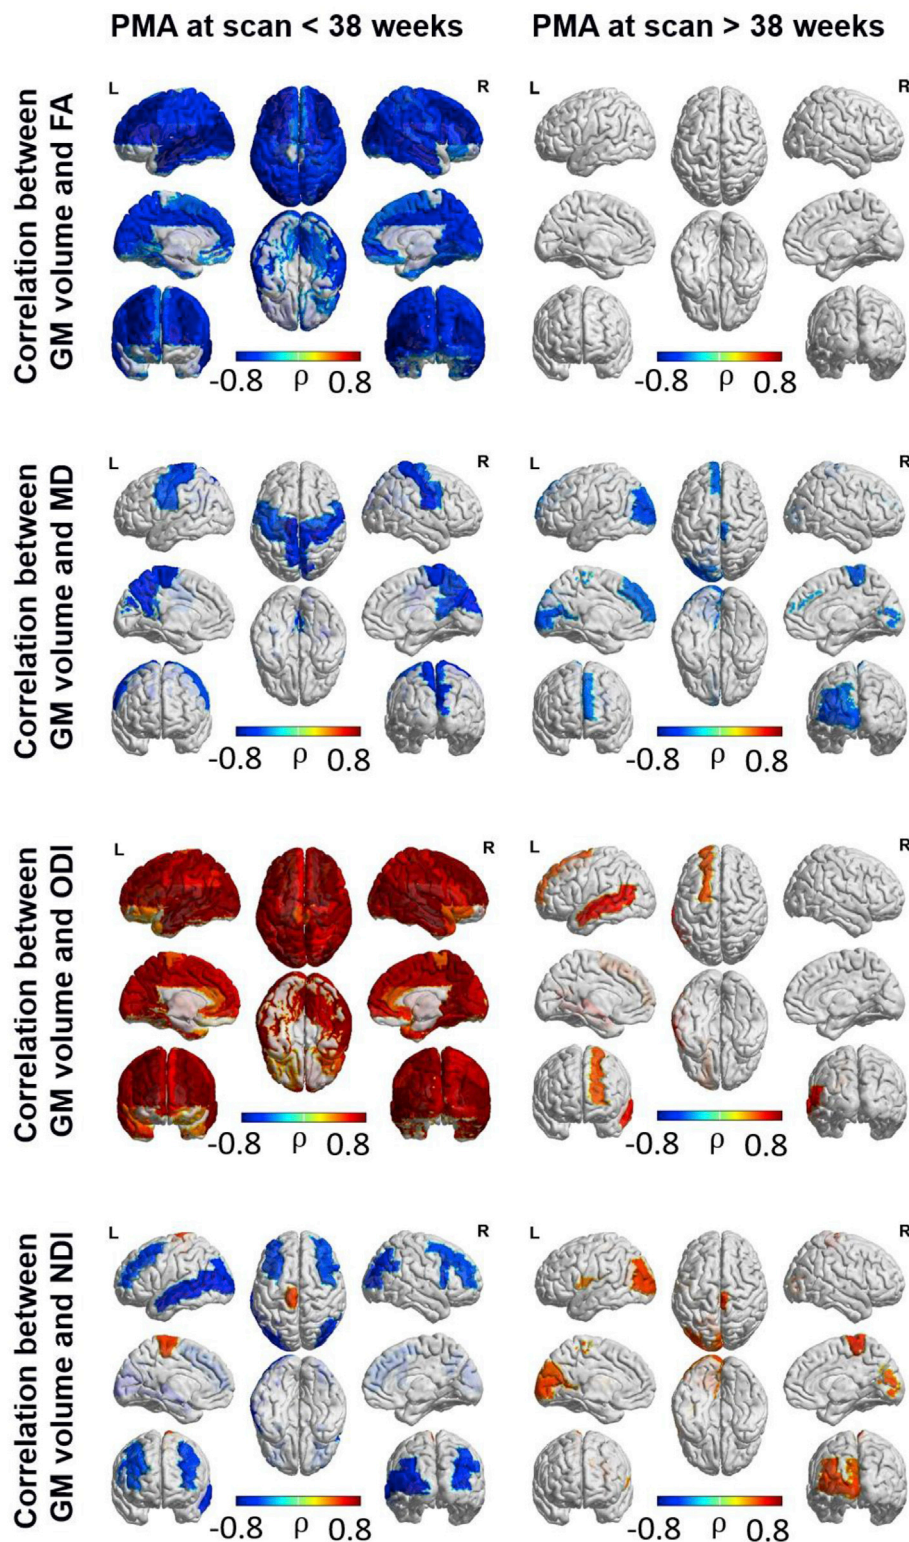 PMA at scan < 38 weeks
PMA at scan > 38 weeks
Correlation between
GM volume and FA
L
R
L
R
-0.8 ρ 0.8
-0.8 ρ 0.8
Correlation between
GM volume and MD
L
R
L
R
-0.8 ρ 0.8
-0.8 ρ 0.8
Correlation between
GM volume and ODI
L
R
L
R
-0.8 ρ 0.8
-0.8 ρ 0.8
Correlation between
GM volume and NDI
L
R
L
R
-0.8 ρ 0.8
-0.8 ρ 0.8